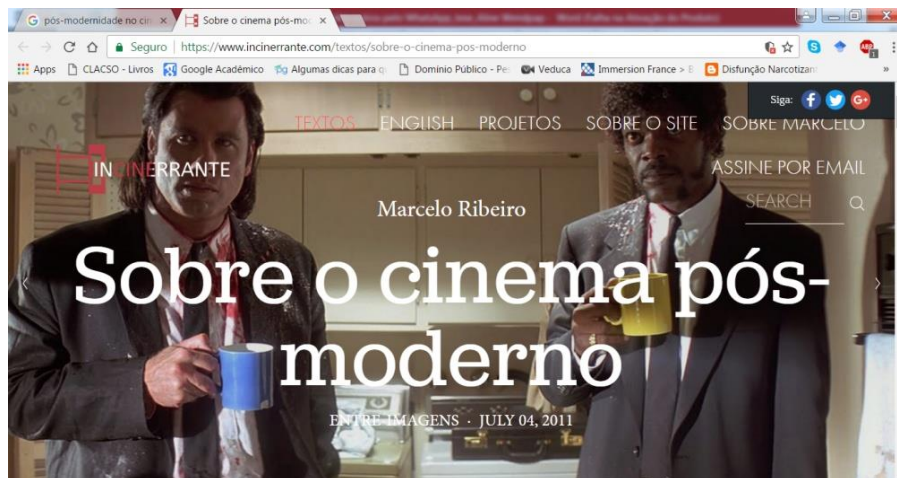 pós-modernidade no cin
Sobre o cinema pós-mod
Seguro | https://www.incinerrante.com/textos/sobre-o-cinema-pos-moderno
Apps CLACSO - Livros Google Acadêmico Algumas dicas para q Domínio Público - Pe Veduca Immersion France > B Disfunção Narcotizan
Siga:
TEXTOS ENGLISH PROJETOS SOBRE O SITE SOBRE MARCELO
INCINERRANTE
ASSINE POR EMAIL
SEARCH
Marcelo Ribeiro
Sobre o cinema pós-
moderno
ENTRE-IMAGENS · JULY 04, 2011